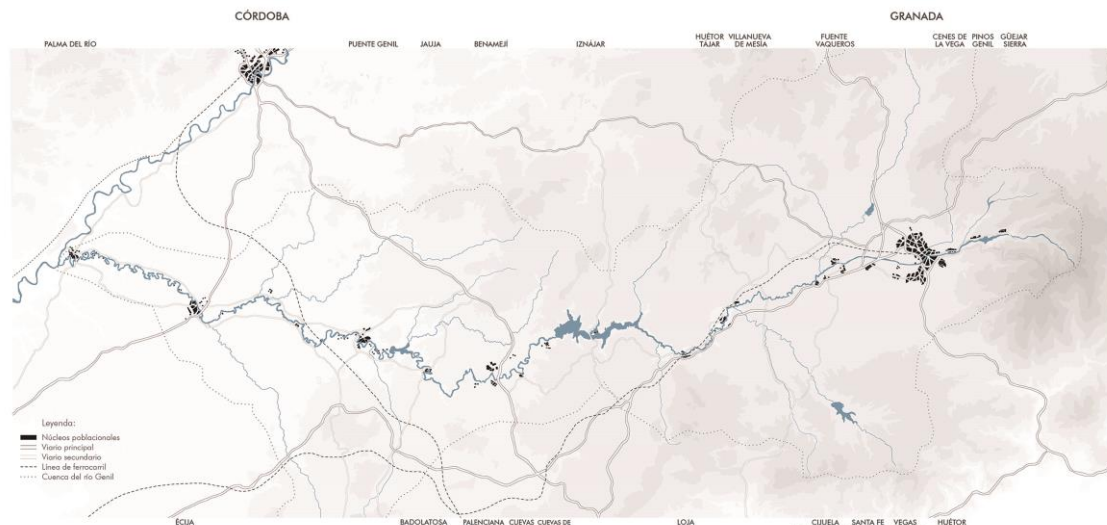 CÓRDOBA
GRANADA
PALMA DEL RÍO
PUENTE GENIL
JAUJA
BENAMEJÍ
IZNÁJAR
HUÉTOR
TÁJAR
VILLANUEVA
DE MESÍA
FUENTE
VAQUEROS
CENES DE
LA VEGA
PINOS
GENIL
GÜEJAR
SIERRA
Leyenda:
Núcleos poblacionales
Viario principal
Viario secundario
Línea de ferrocarril
Cuenca del río Genil
ÉCIJA
BADOLATOSA
PALENCIANA
CUEVAS
CUEVAS DE
LOJA
CIJUELA
SANTA FE
VEGAS
HUÉTOR